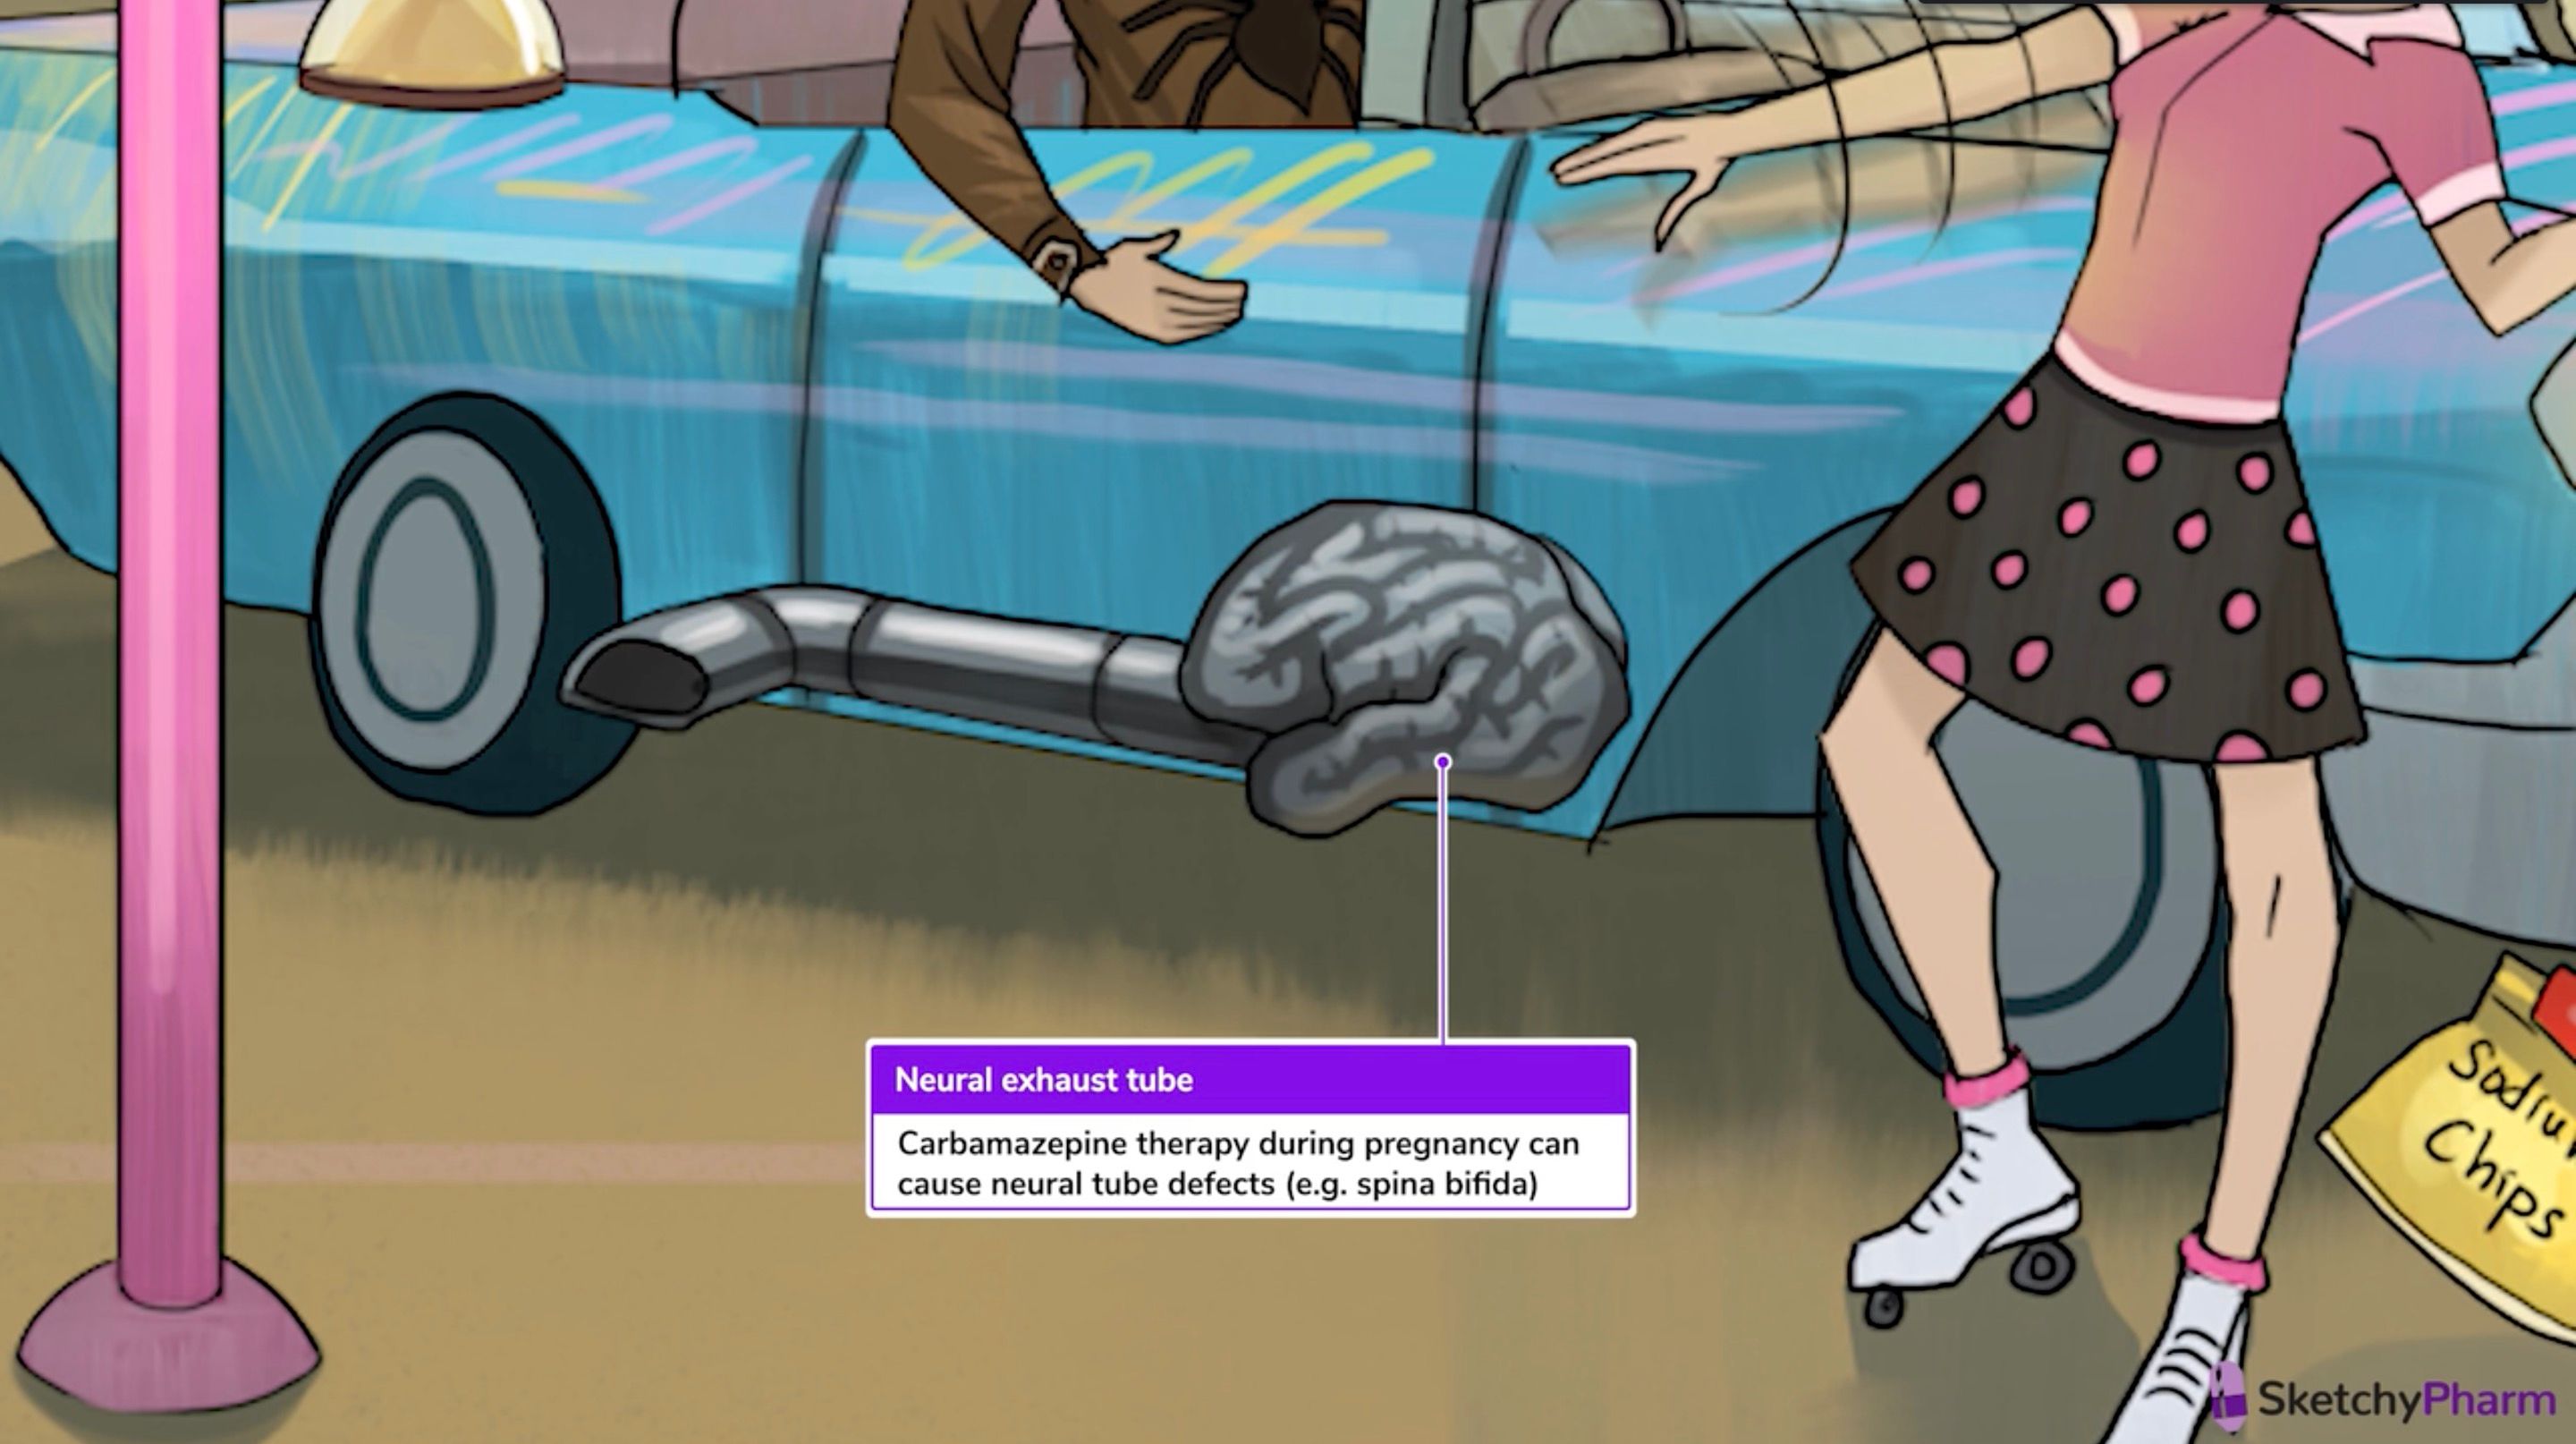 Neural exhaust tube
Carbamazepine therapy during pregnancy can
cause neural tube defects (e.g. spina bifida)
Chips
SketchyPharm